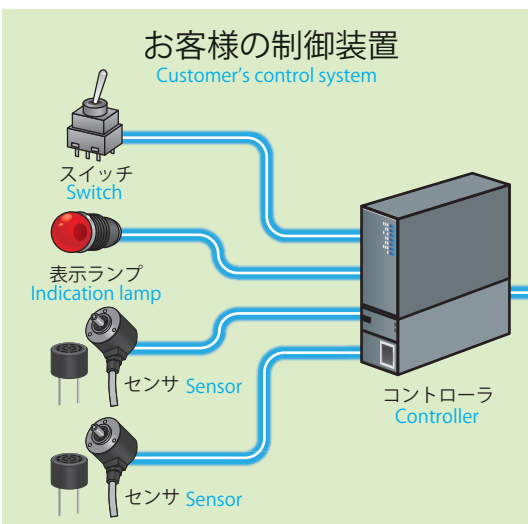 お客様の制御装置
Customer's control system
スイッチ
Switch
表示ランプ
Indication lamp
センサ Sensor
コントローラ
Controller
センサ Sensor